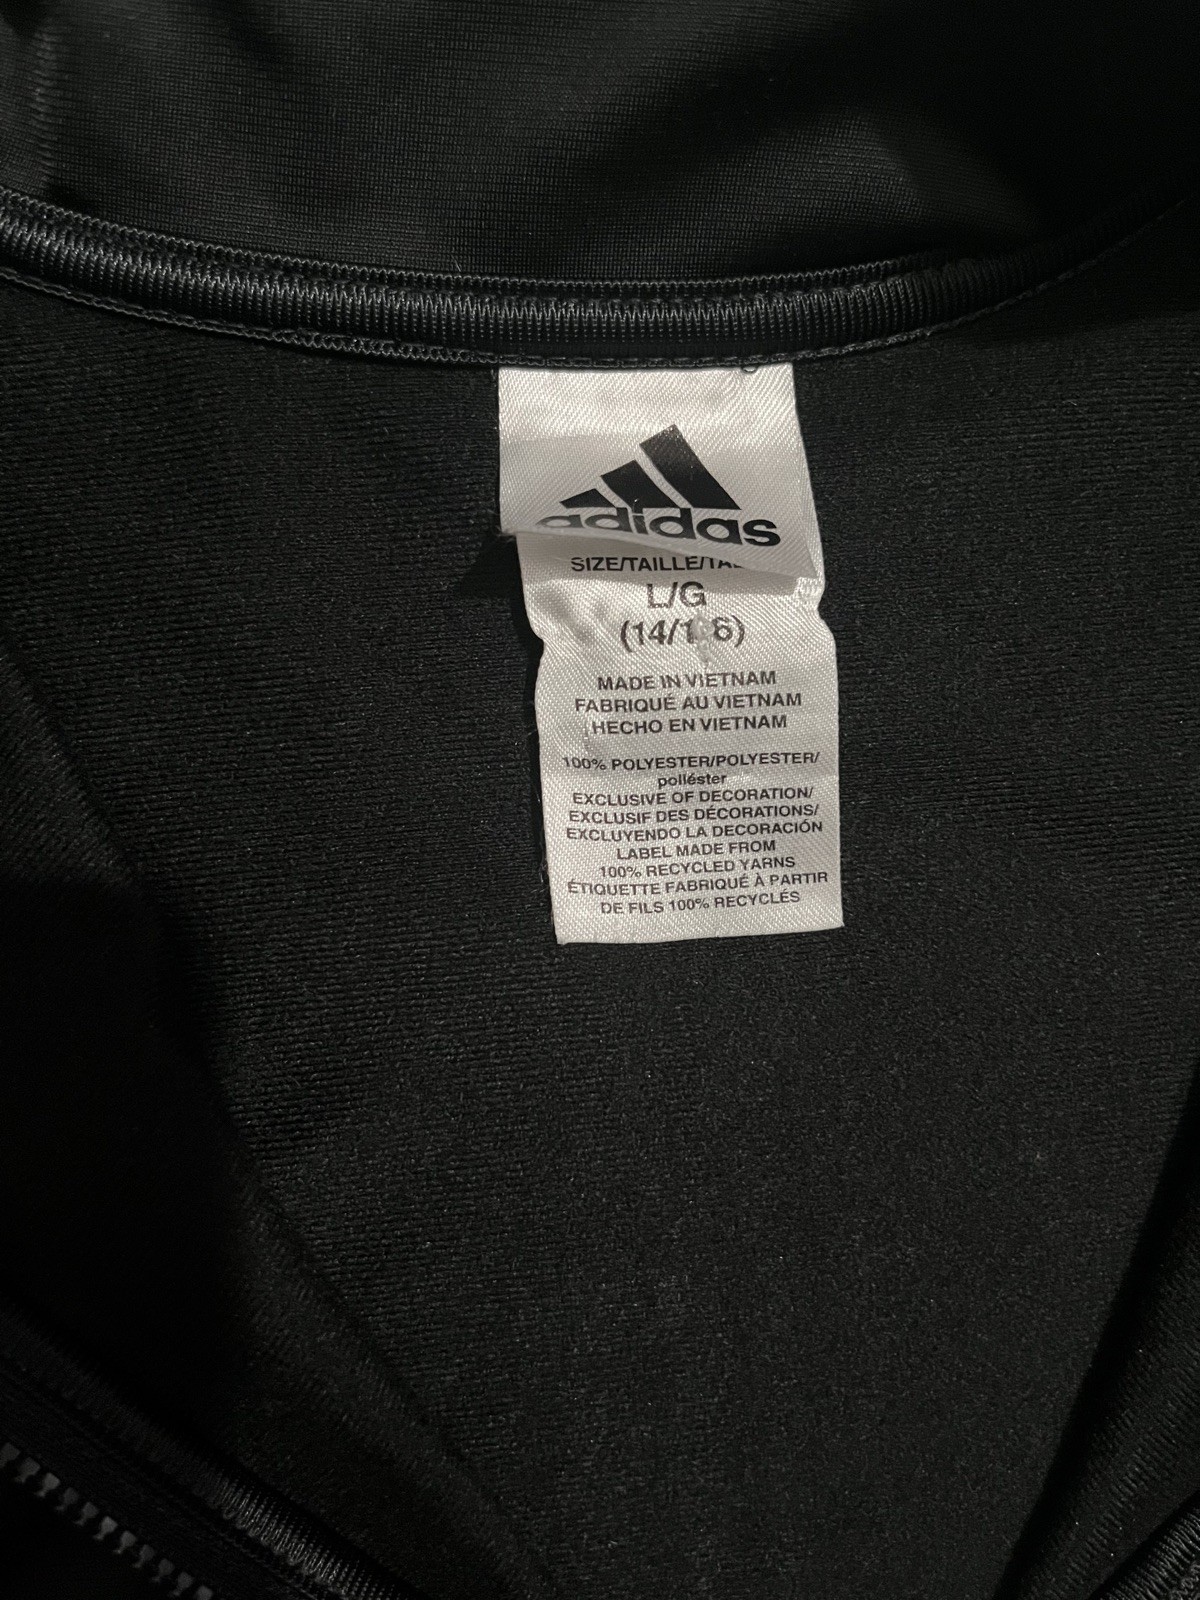 adidas
SIZE/TAILLE/
L/G
(14/16)
MADE IN VIETNAM
FABRIQUÉ AU VIETNAM
HECHO EN VIETNAM
100% POLYESTER/POLYESTER/
poliéster
EXCLUSIVE OF DECORATION/
EXCLUSIF DES DÉCORATIONS/
EXCLUYENDO LA DECORACIÓN
LABEL MADE FROM
100% RECYCLED YARNS
ÉTIQUETTE FABRIQUÉ À PARTIR
DE FILS 100% RECYCLÉS